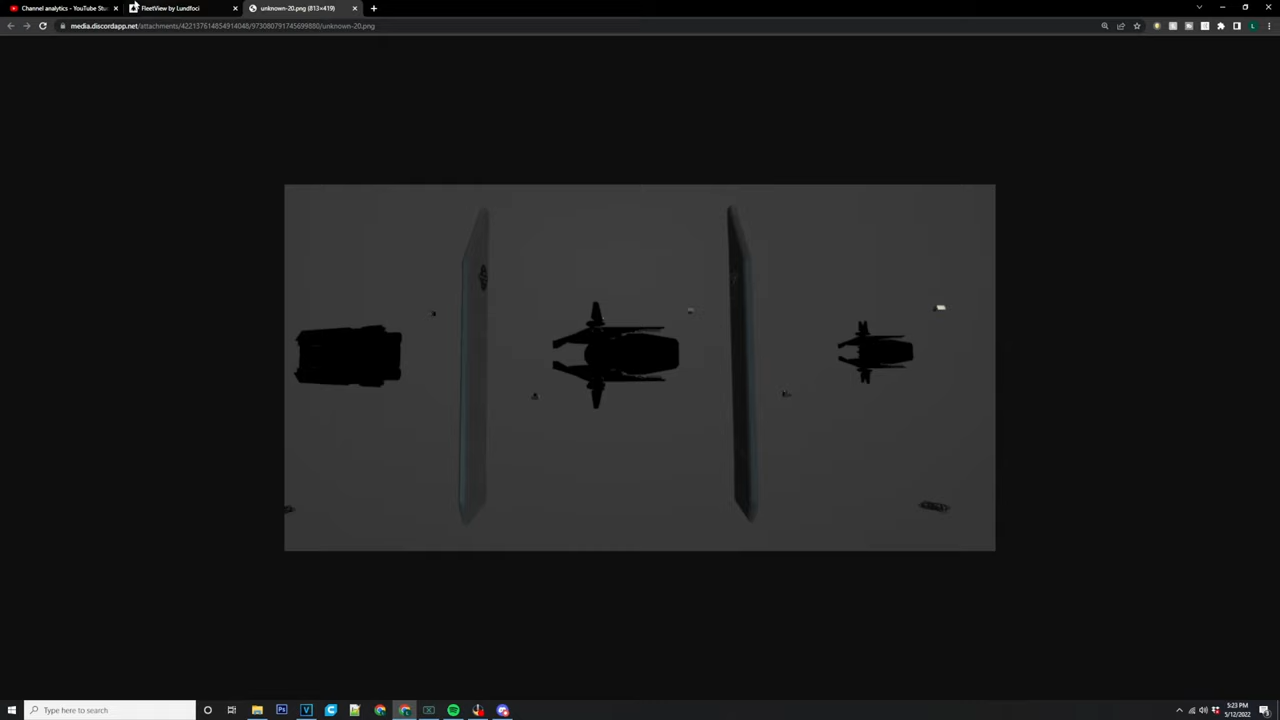 Channel analytics - YouTube Stu
FleetView by Lundfoci
unknown-20.png (813×419)
media.discordapp.net/attachments/422137614854914048/973080791745699880/unknown-20.png
L
Type here to search
Ps
V
5:23 PM
5/12/2022